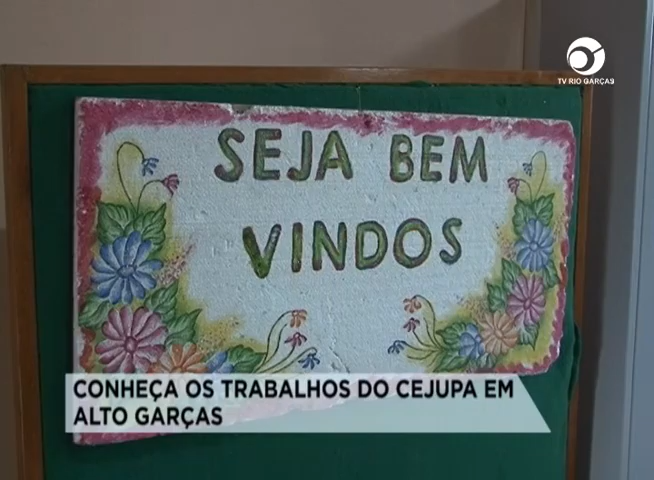 TV RIO GARÇAS
SEJA BEM
VINDOS
CONHEÇA OS TRABALHOS DO CEJUPA EM
ALTO GARÇAS